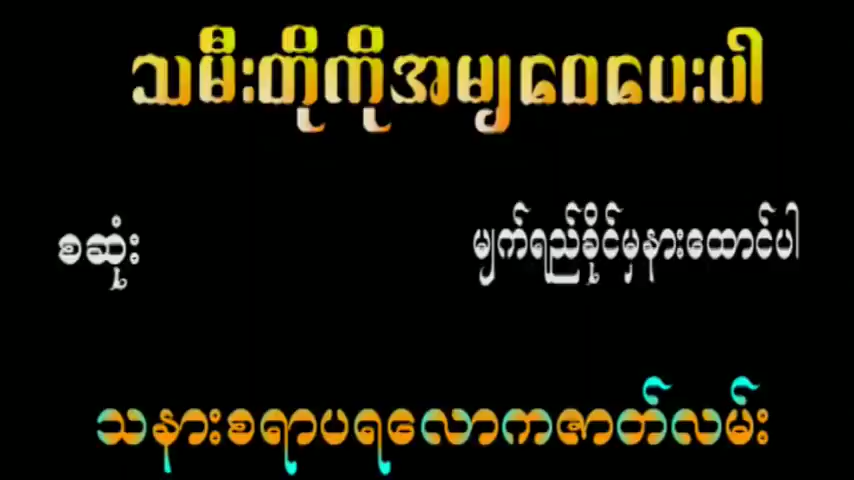 သမီးတိုကိုအမျှဝေပေးပါ
စဆုံး မျက်ရည်ခိုင်မှနားထောင်ပါ
သနားစရာပရလောကဇာတ်လမ်း